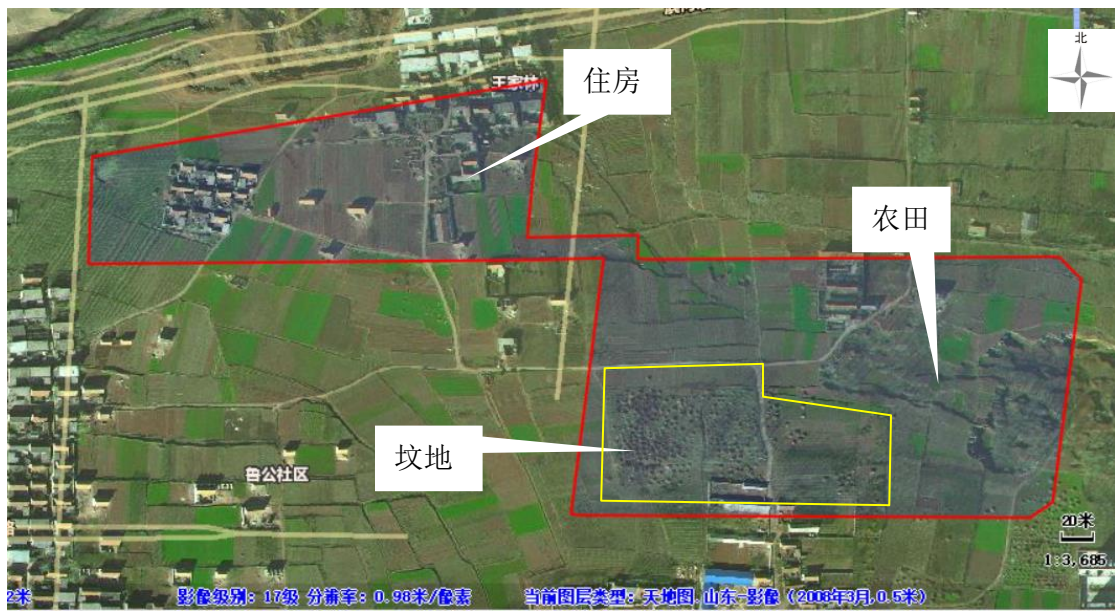 北
王家林
住房
农田
坟地
鲁公社区
20米
1:3,685
2米
影像级别：17级 分辨率：0.98米/像素
当前图层类型：天地图 山东-影像（2008年3月,0.5米）